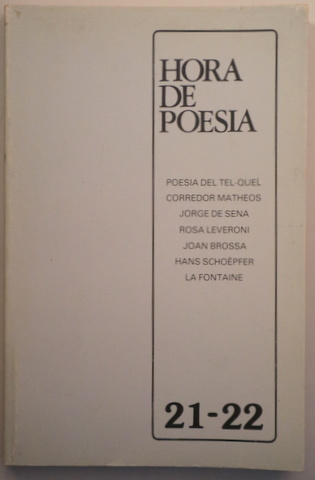 HORA
DE
POESIA
POESIA DEL TEL-QUEL
CORREDOR MATHEOS
JORGE DE SENA
ROSA LEVERONI
JOAN BROSSA
HANS SCHOËPFER
LA FONTAINE
21-22